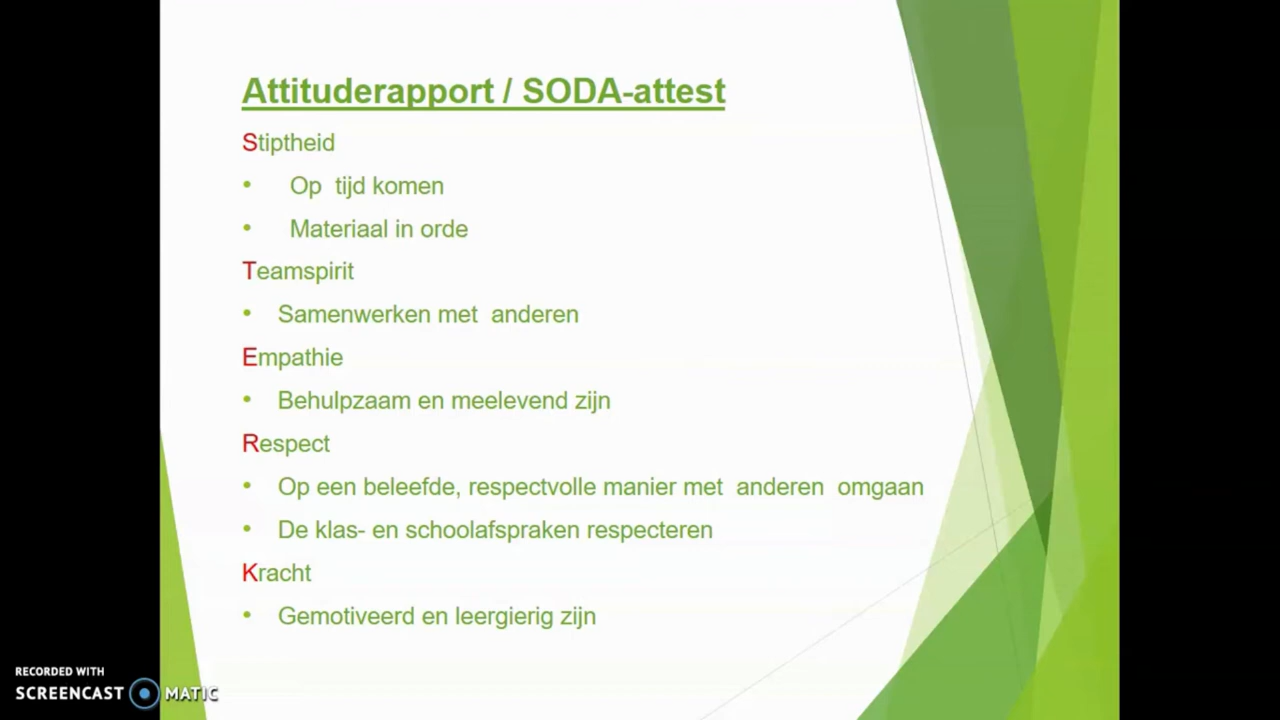 Attituderapport / SODA-attest
Stiptheid
• Op tijd komen
• Materiaal in orde
Teamspirit
• Samenwerken met anderen
Empathie
• Behulpzaam en meelevend zijn
Respect
• Op een beleefde, respectvolle manier met anderen omgaan
• De klas- en schoolafspraken respecteren
Kracht
• Gemotiveerd en leergierig zijn
RECORDED WITH
SCREENCAST MATIC